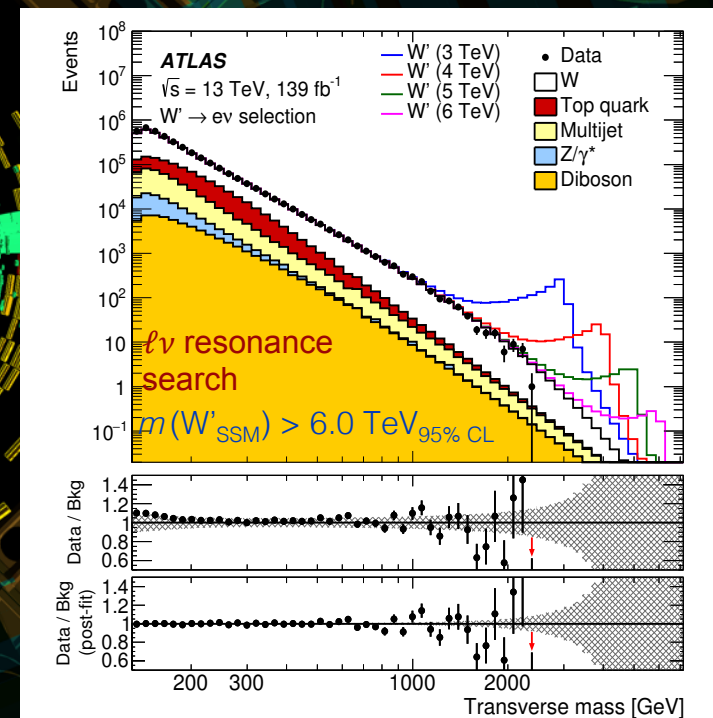 Events
10⁸
10⁷
10⁶
10⁵
10⁴
10³
10²
10
1
10⁻¹
ATLAS
√s = 13 TeV, 139 fb⁻¹
W' → eν selection
W' (3 TeV)
W' (4 TeV)
W' (5 TeV)
W' (6 TeV)
Data
W
Top quark
Multijet
Z/γ*
Diboson
ℓν resonance
search
m(W'SSM) > 6.0 TeV95% CL
Data / Bkg
1.4
1.2
1
0.8
0.6
Data / Bkg
(post-fit)
1.4
1.2
1
0.8
0.6
200 300 1000 2000
Transverse mass [GeV]